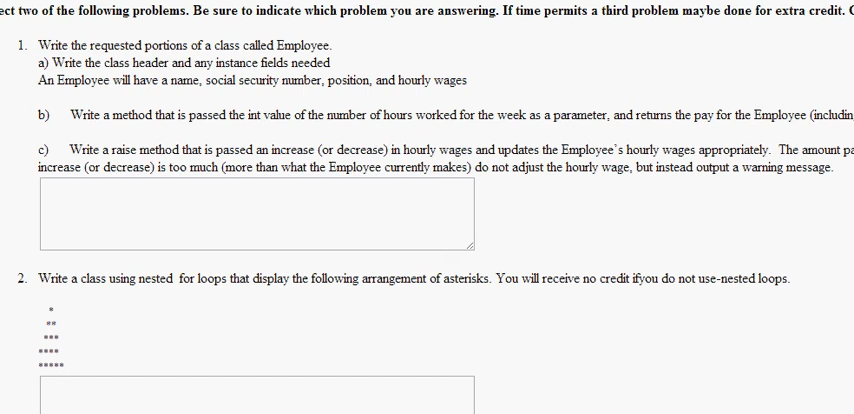 ect two of the following problems. Be sure to indicate which problem you are answering. If time permits a third problem maybe done for extra credit.
1. Write the requested portions of a class called Employee.
a) Write the class header and any instance fields needed
An Employee will have a name, social security number, position, and hourly wages
b) Write a method that is passed the int value of the number of hours worked for the week as a parameter, and returns the pay for the Employee (includin
c) Write a raise method that is passed an increase (or decrease) in hourly wages and updates the Employee's hourly wages appropriately. The amount pa
increase (or decrease) is too much (more than what the Employee currently makes) do not adjust the hourly wage, but instead output a warning message.
2. Write a class using nested for loops that display the following arrangement of asterisks. You will receive no credit ifyou do not use-nested loops.
*
**
***
****
*****